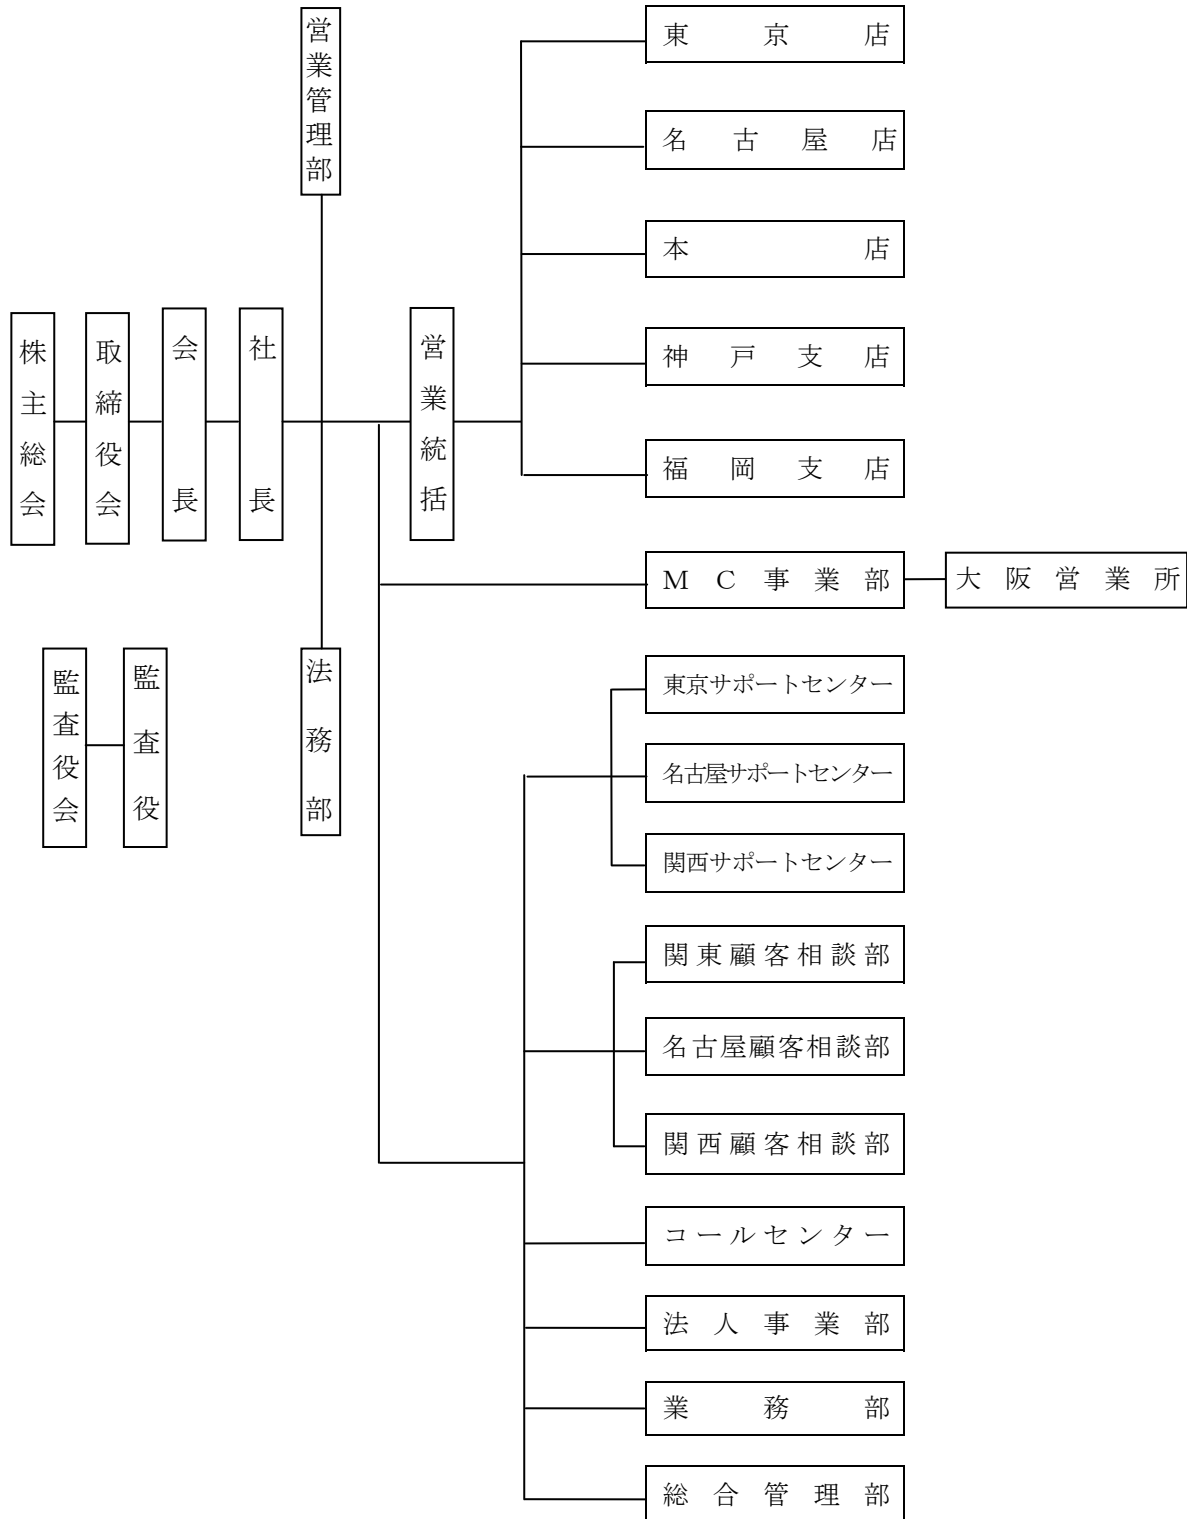 営業管理部
株主総会
取締役会
会長
社長
営業統括
監査役会
監査役
法務部
東京店
名古屋店
本店
神戸支店
福岡支店
MC事業部
大阪営業所
東京サポートセンター
名古屋サポートセンター
関西サポートセンター
関東顧客相談部
名古屋顧客相談部
関西顧客相談部
コールセンター
法人事業部
業務部
総合管理部